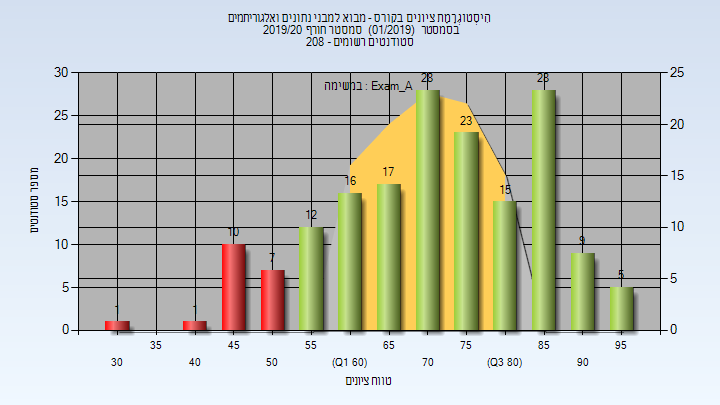 היסטוגרמת ציונים בקורס - מבוא למבני נתונים ואלגוריתמים
בסמסטר (01/2019) סמסטר חורף 2019/20
סטודנטים רשומים - 208
במשימה : Exam_A
מספר סטודנטים
30 25 20 15 10 5 0
25 20 15 10 5 0
1 1 10 7 12 16 17 28 23 15 28 9 5
35 45 55 65 75 85 95
30 40 50 (Q1 60) 70 (Q3 80) 90
טווח ציונים